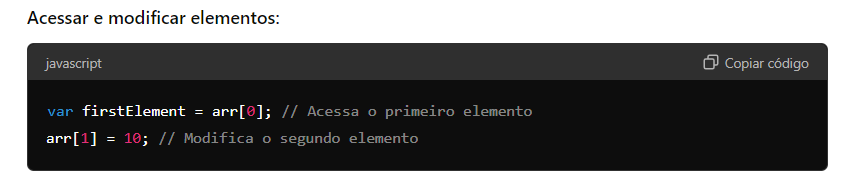 Acessar e modificar elementos:
javascript
Copiar código
var firstElement = arr[0]; // Acessa o primeiro elemento
arr[1] = 10; // Modifica o segundo elemento